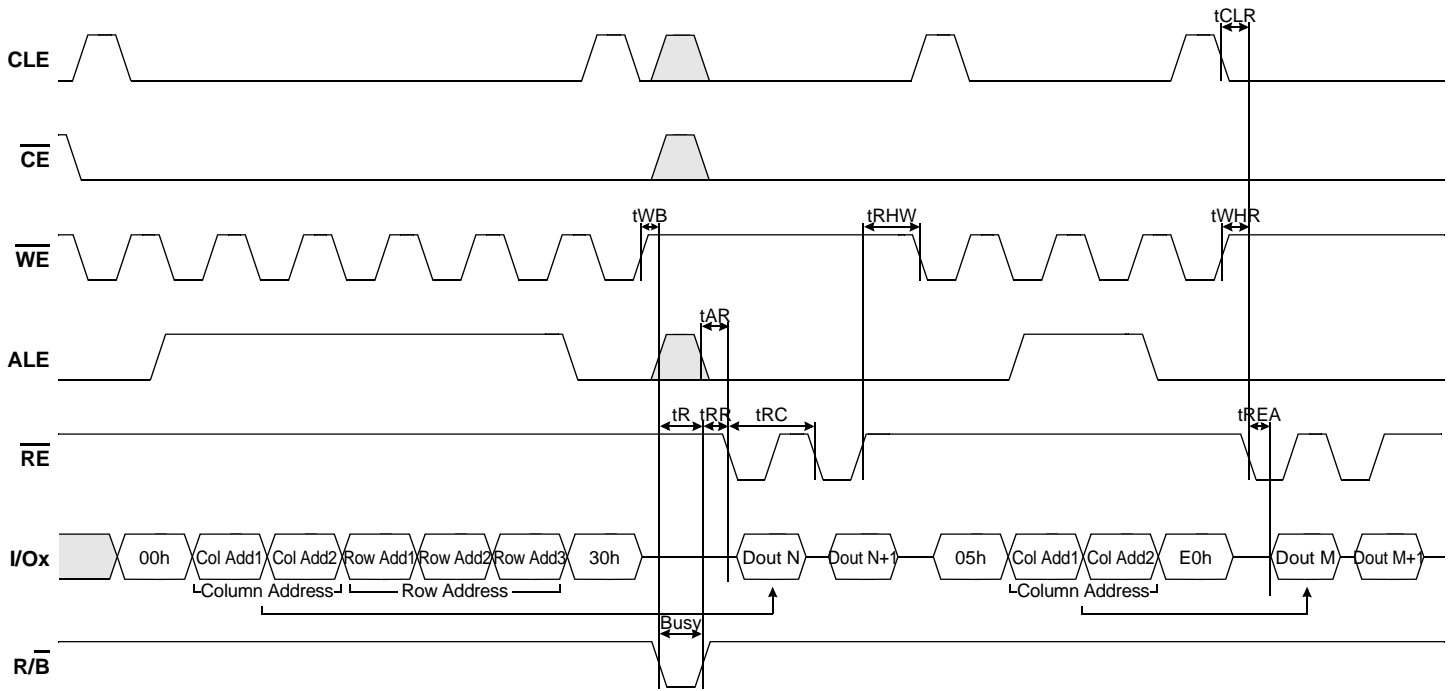 tCLR
CLE
CE
tWB
tRHW
tWHR
WE
tAR
ALE
tR
tRR
tRC
tREA
RE
I/Ox
00h
Col Add1
Col Add2
Row Add1
Row Add2
Row Add3
30h
Dout N
Dout N+1
05h
Col Add1
Col Add2
E0h
Dout M
Dout M+1
Column Address
Row Address
Column Address
Busy
R/B